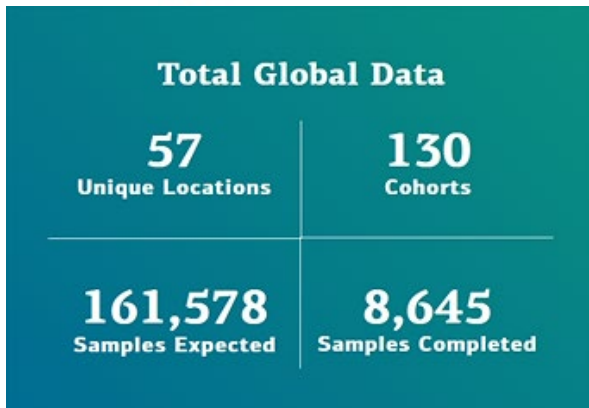 Total Global Data
57
Unique Locations
130
Cohorts
161,578
Samples Expected
8,645
Samples Completed